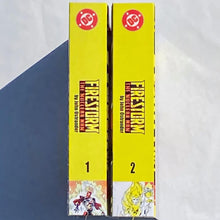 DC
FIRESTORM
THE NUCLEAR MAN
by John Ostrander
1
DC
FIRESTORM
THE NUCLEAR MAN
by John Ostrander
2